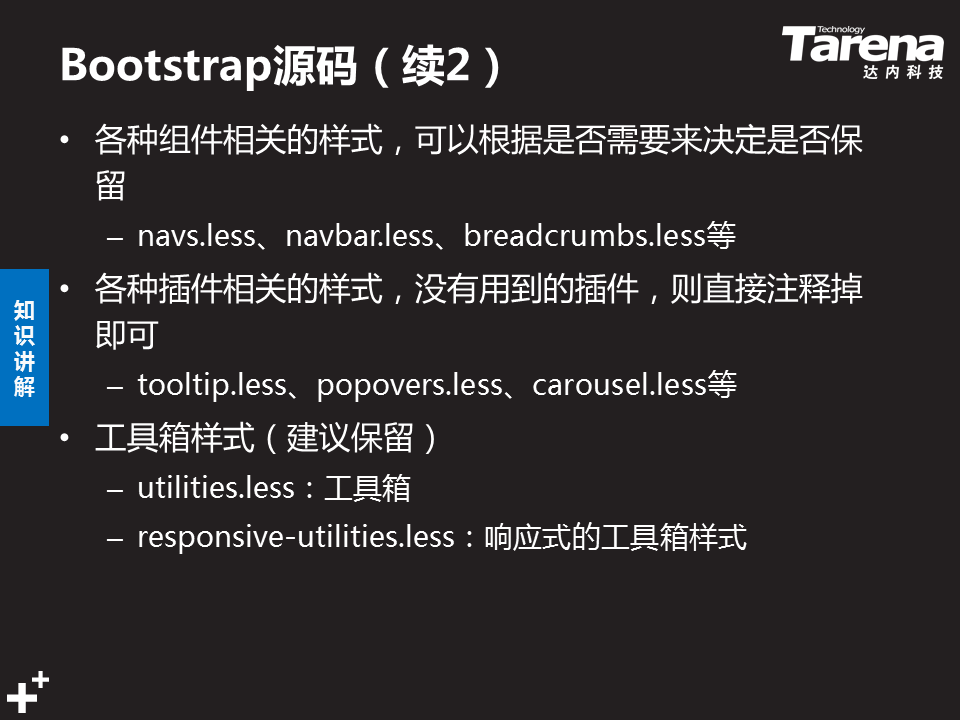 Bootstrap源码（续2）
Technology
Tarena
达内科技
• 各种组件相关的样式，可以根据是否需要来决定是否保
留
– navs.less、navbar.less、breadcrumbs.less等
• 各种插件相关的样式，没有用到的插件，则直接注释掉
即可
– tooltip.less、popovers.less、carousel.less等
• 工具箱样式（建议保留）
– utilities.less：工具箱
– responsive-utilities.less：响应式的工具箱样式
知
识
讲
解